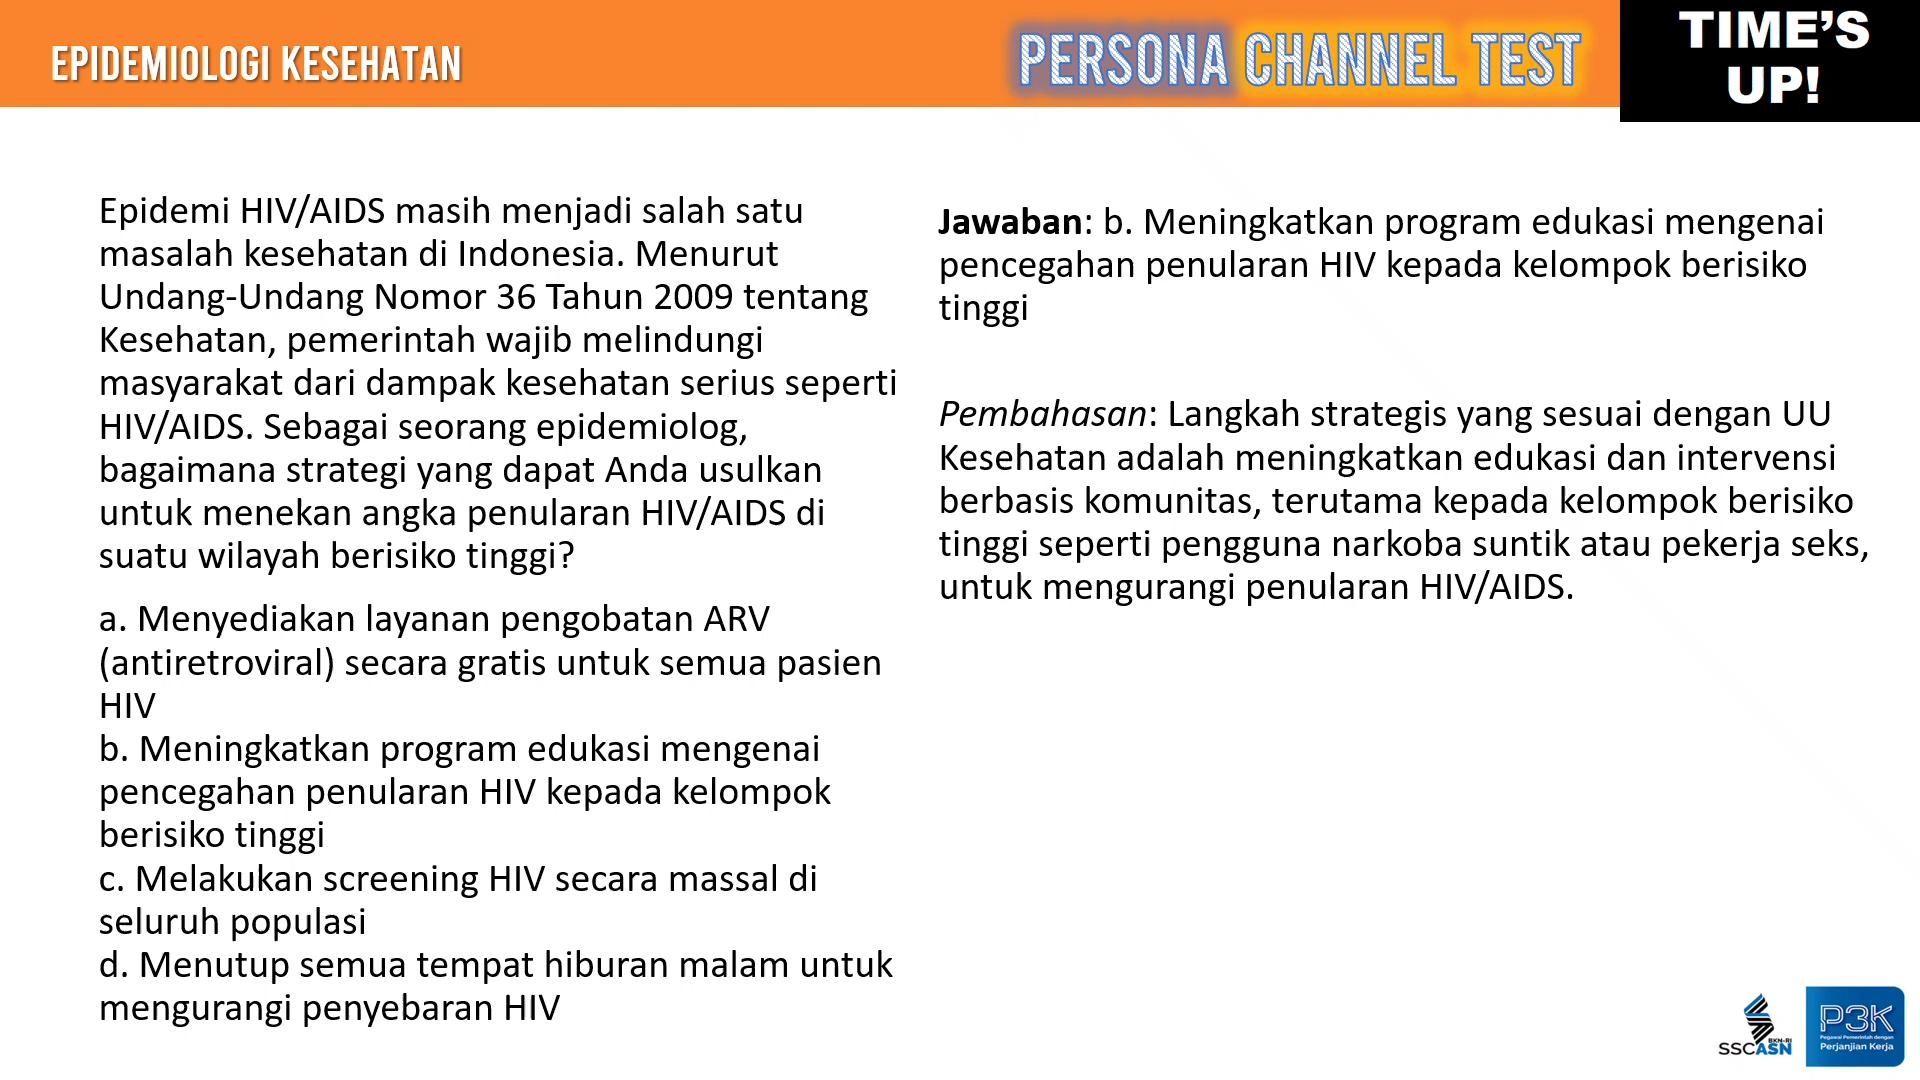 EPIDEMIOLOGI KESEHATAN
PERSONA CHANNEL TEST
TIME’S
UP!
Epidemi HIV/AIDS masih menjadi salah satu
masalah kesehatan di Indonesia. Menurut
Undang-Undang Nomor 36 Tahun 2009 tentang
Kesehatan, pemerintah wajib melindungi
masyarakat dari dampak kesehatan serius seperti
HIV/AIDS. Sebagai seorang epidemiolog,
bagaimana strategi yang dapat Anda usulkan
untuk menekan angka penularan HIV/AIDS di
suatu wilayah berisiko tinggi?
a. Menyediakan layanan pengobatan ARV
(antiretroviral) secara gratis untuk semua pasien
HIV
b. Meningkatkan program edukasi mengenai
pencegahan penularan HIV kepada kelompok
berisiko tinggi
c. Melakukan screening HIV secara massal di
seluruh populasi
d. Menutup semua tempat hiburan malam untuk
mengurangi penyebaran HIV
Jawaban: b. Meningkatkan program edukasi mengenai
pencegahan penularan HIV kepada kelompok berisiko
tinggi
Pembahasan: Langkah strategis yang sesuai dengan UU
Kesehatan adalah meningkatkan edukasi dan intervensi
berbasis komunitas, terutama kepada kelompok berisiko
tinggi seperti pengguna narkoba suntik atau pekerja seks,
untuk mengurangi penularan HIV/AIDS.
BKN-RI
SSCASN
P3K
Pegawai Pemerintah dengan
Perjanjian Kerja